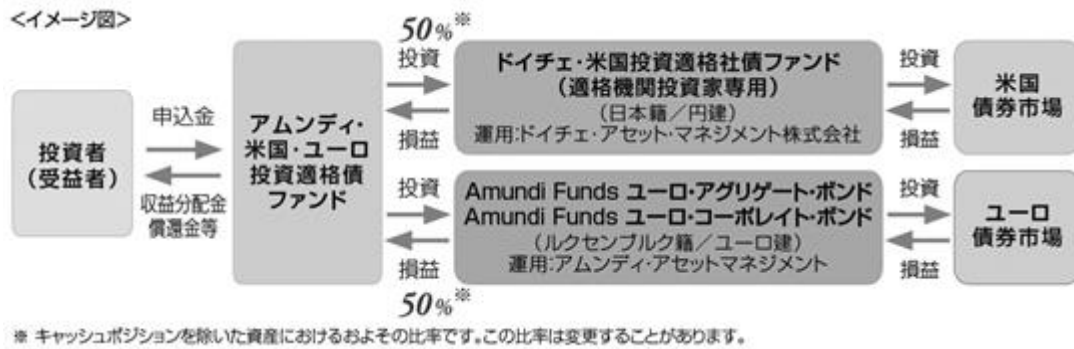 <イメージ図>
投資者
(受益者)
申込金
収益分配金
償還金等
アムンディ・
米国・ユーロ
投資適格債
ファンド
50%※
投資
損益
ドイチェ・米国投資適格社債ファンド
(適格機関投資家専用)
(日本籍/円建)
運用:ドイチェ・アセット・マネジメント株式会社
投資
損益
米国
債券市場
投資
損益
50%※
Amundi Funds ユーロ・アグリゲート・ボンド
Amundi Funds ユーロ・コーポレイト・ボンド
(ルクセンブルク籍/ユーロ建)
運用:アムンディ・アセットマネジメント
投資
損益
ユーロ
債券市場
※ キャッシュポジションを除いた資産におけるおよその比率です。この比率は変更することがあります。